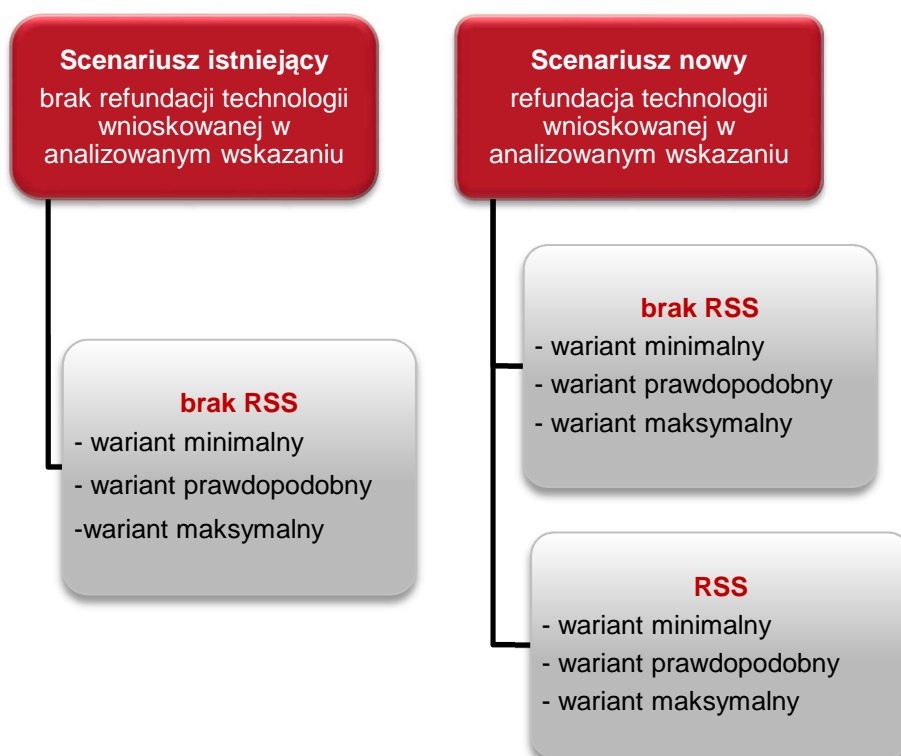 Scenariusz istniejący
brak refundacji technologii
wnioskowanej w
analizowanym wskazaniu
brak RSS
- wariant minimalny
- wariant prawdopodobny
-wariant maksymalny
Scenariusz nowy
refundacja technologii
wnioskowanej w
analizowanym wskazaniu
brak RSS
- wariant minimalny
- wariant prawdopodobny
- wariant maksymalny
RSS
- wariant minimalny
- wariant prawdopodobny
- wariant maksymalny